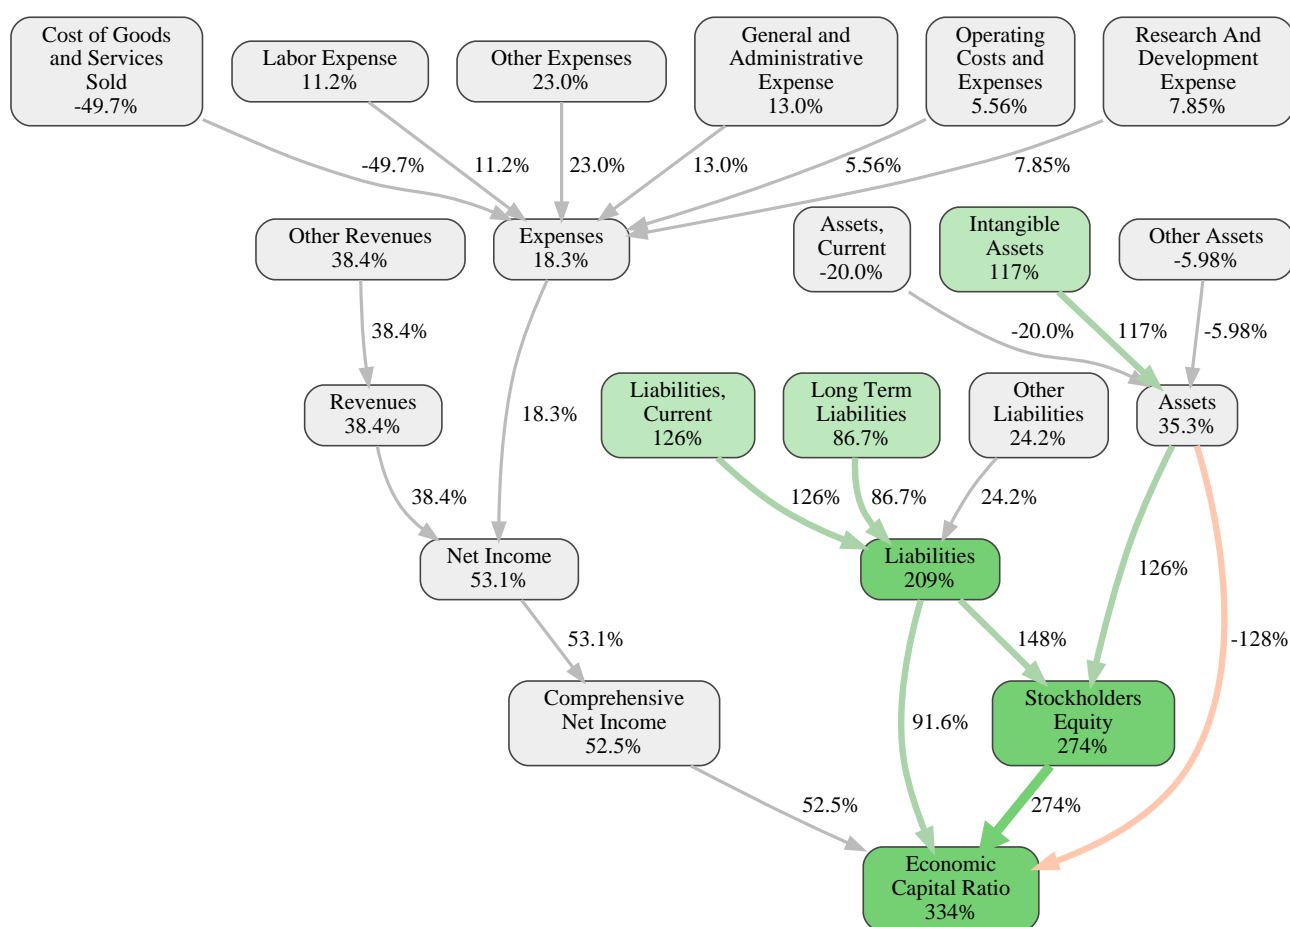 Cost of Goods
and Services
Sold
-49.7%
Labor Expense
11.2%
Other Expenses
23.0%
General and
Administrative
Expense
13.0%
Operating
Costs and
Expenses
5.56%
Research And
Development
Expense
7.85%
-49.7%
11.2%
23.0%
13.0%
5.56%
7.85%
Other Revenues
38.4%
Expenses
18.3%
Assets,
Current
-20.0%
Intangible
Assets
117%
Other Assets
-5.98%
38.4%
-20.0%
117%
-5.98%
Revenues
38.4%
18.3%
Liabilities,
Current
126%
Long Term
Liabilities
86.7%
Other
Liabilities
24.2%
Assets
35.3%
38.4%
126%
86.7%
24.2%
Net Income
53.1%
Liabilities
209%
126%
53.1%
148%
-128%
Comprehensive
Net Income
52.5%
91.6%
Stockholders
Equity
274%
52.5%
274%
Economic
Capital Ratio
334%